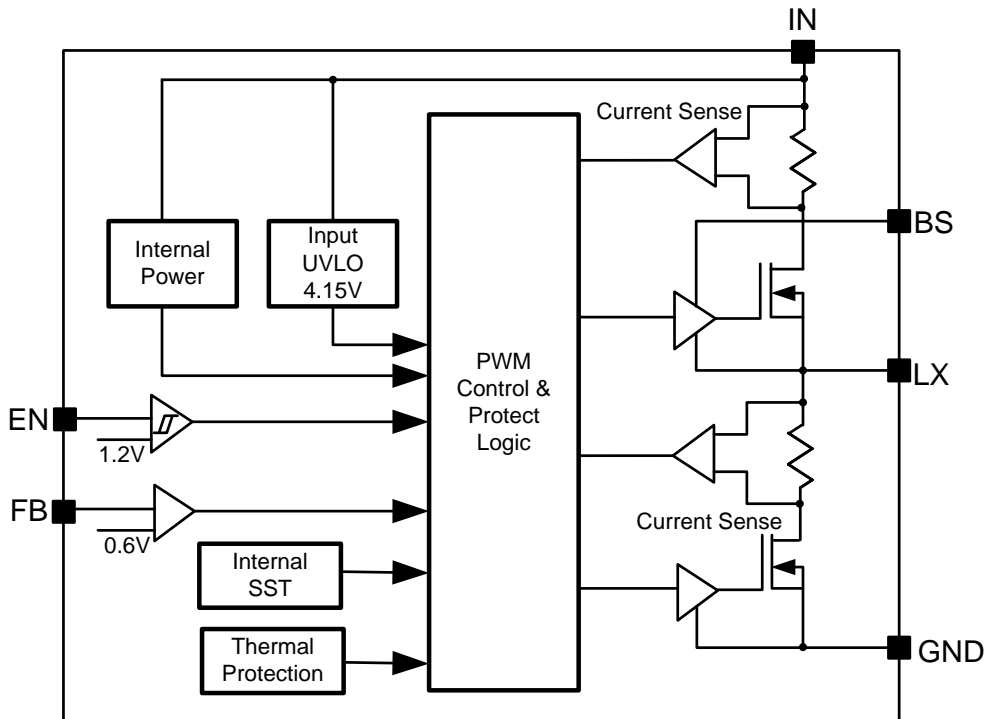 IN
Current Sense
BS
Internal
Power
Input
UVLO
4.15V
PWM
Control &
Protect
Logic
LX
EN
1.2V
FB
0.6V
Current Sense
Internal
SST
Thermal
Protection
GND